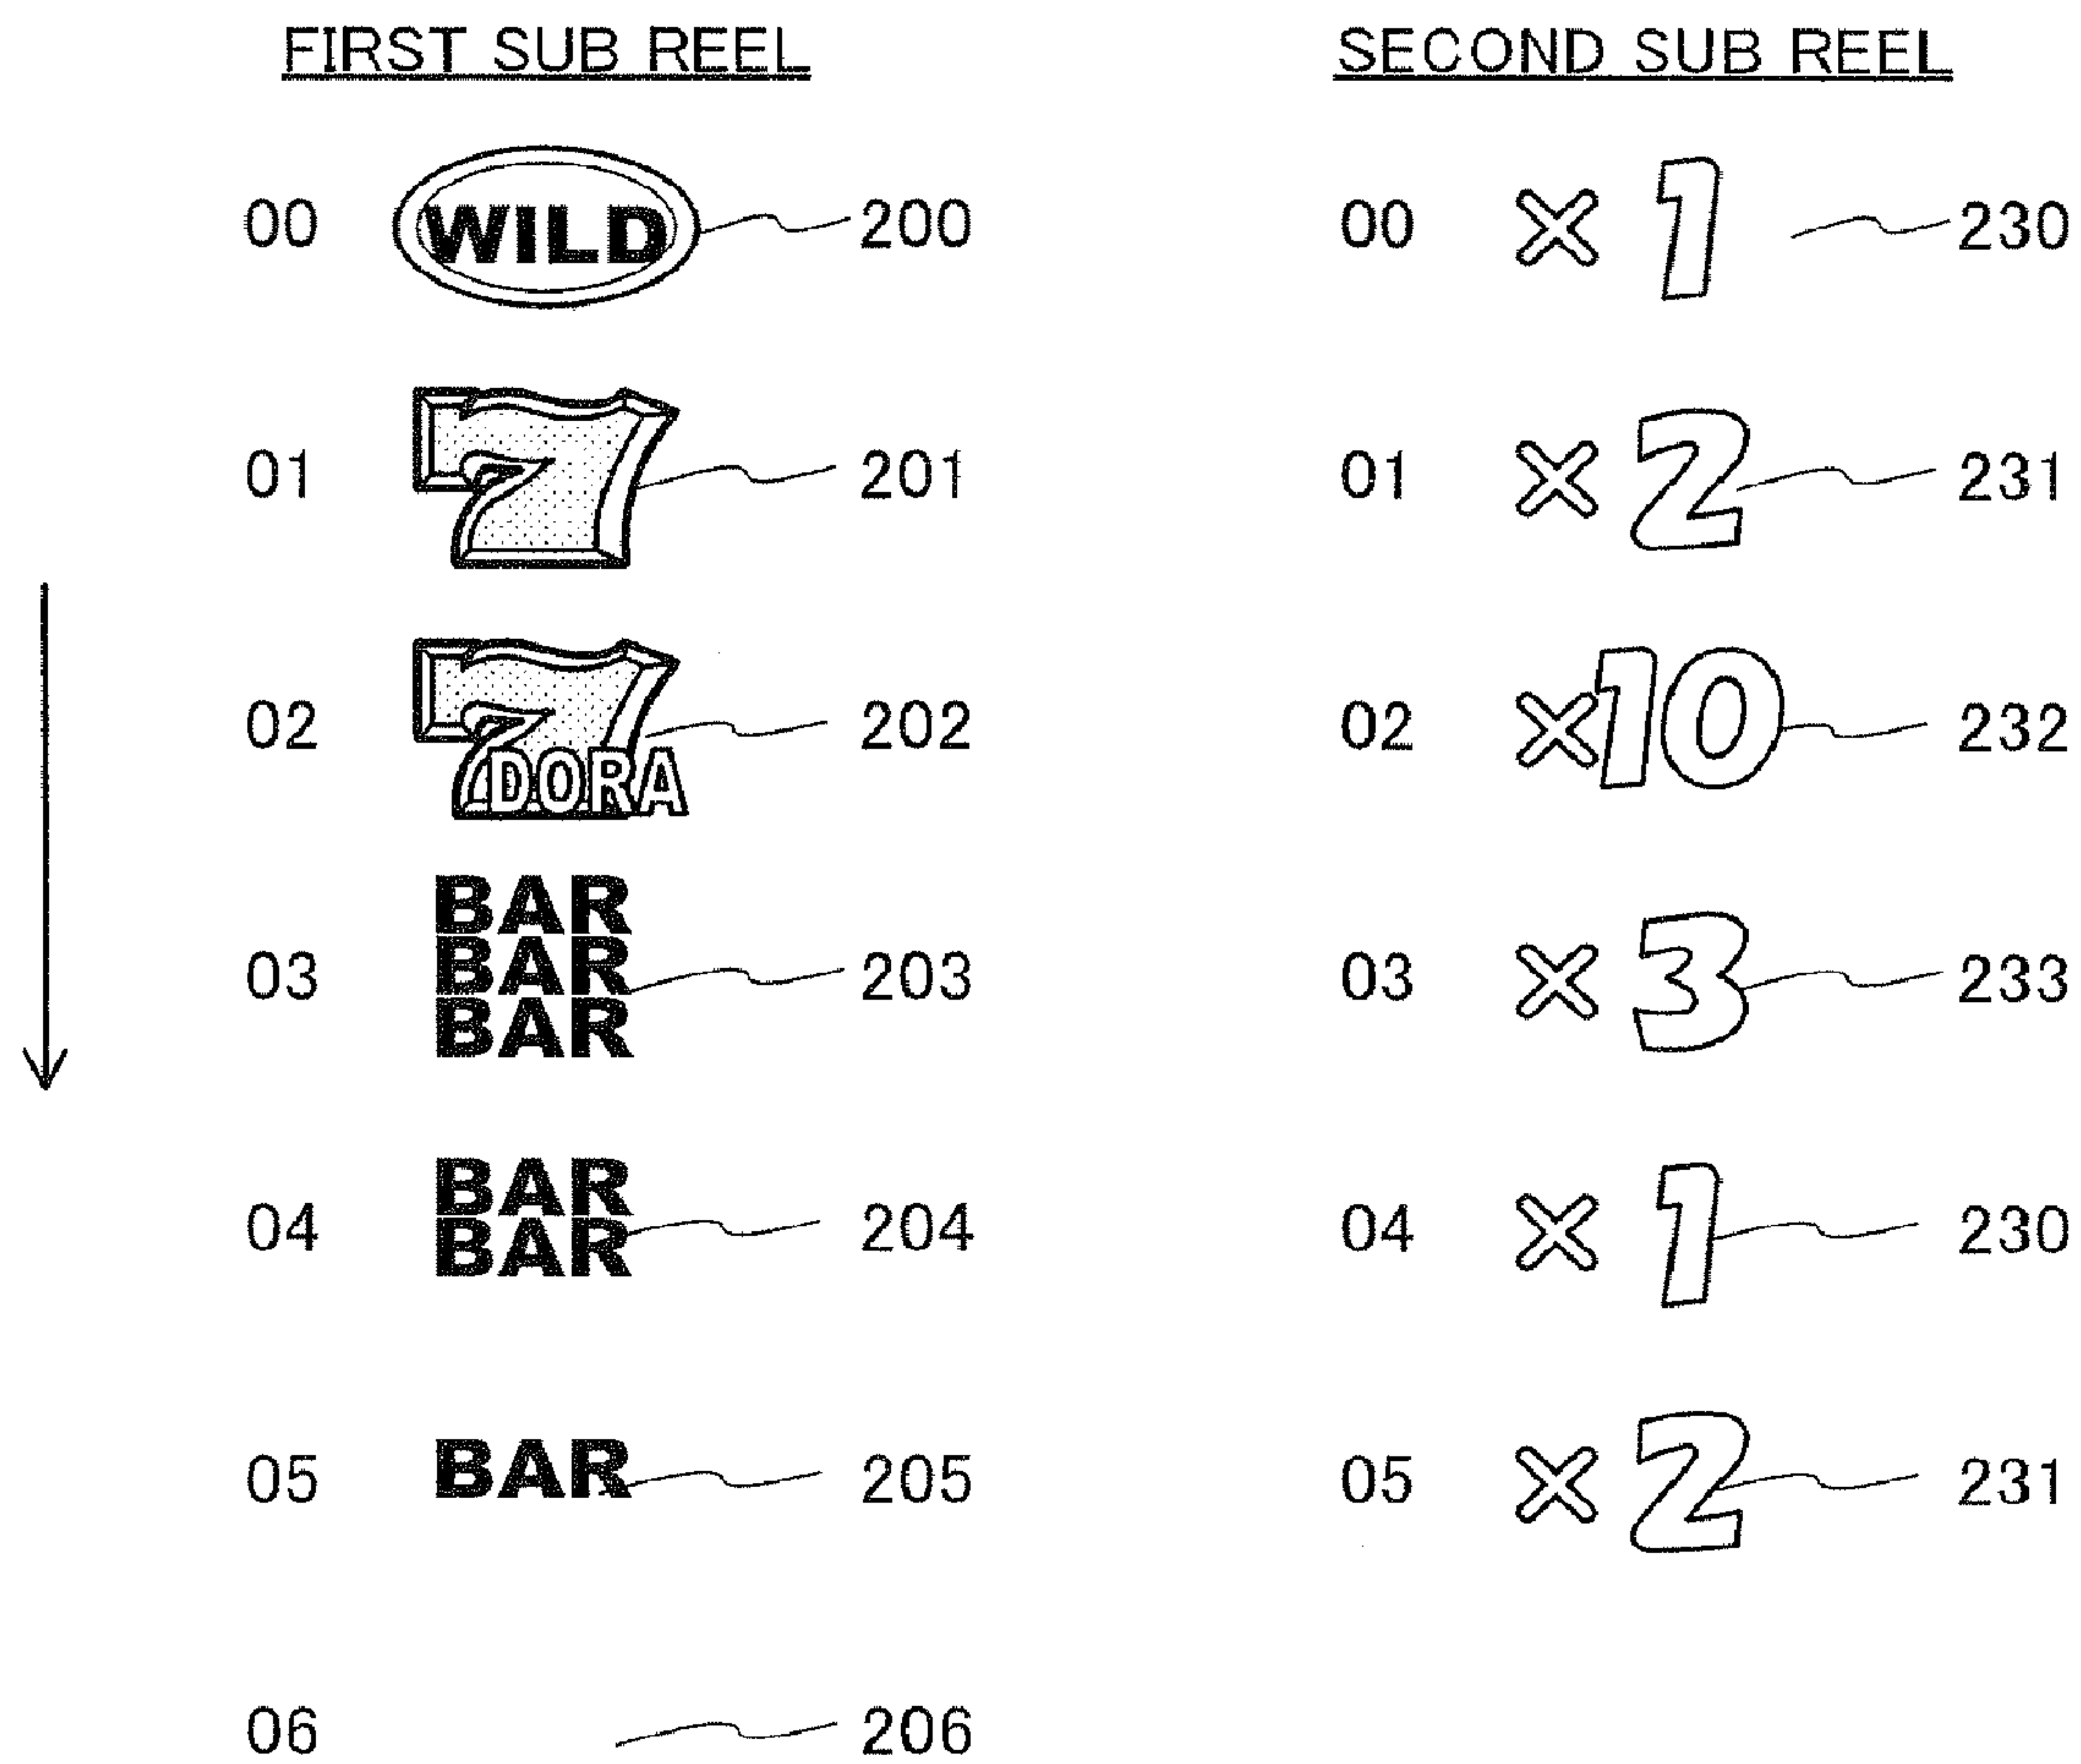 FIRST SUB REEL
00 WILD 200
01 7 201
02 7 DORA 202
03 BAR BAR BAR 203
04 BAR BAR 204
05 BAR 205
06 206
SECOND SUB REEL
00 ×1 230
01 ×2 231
02 ×10 232
03 ×3 233
04 ×1 230
05 ×2 231